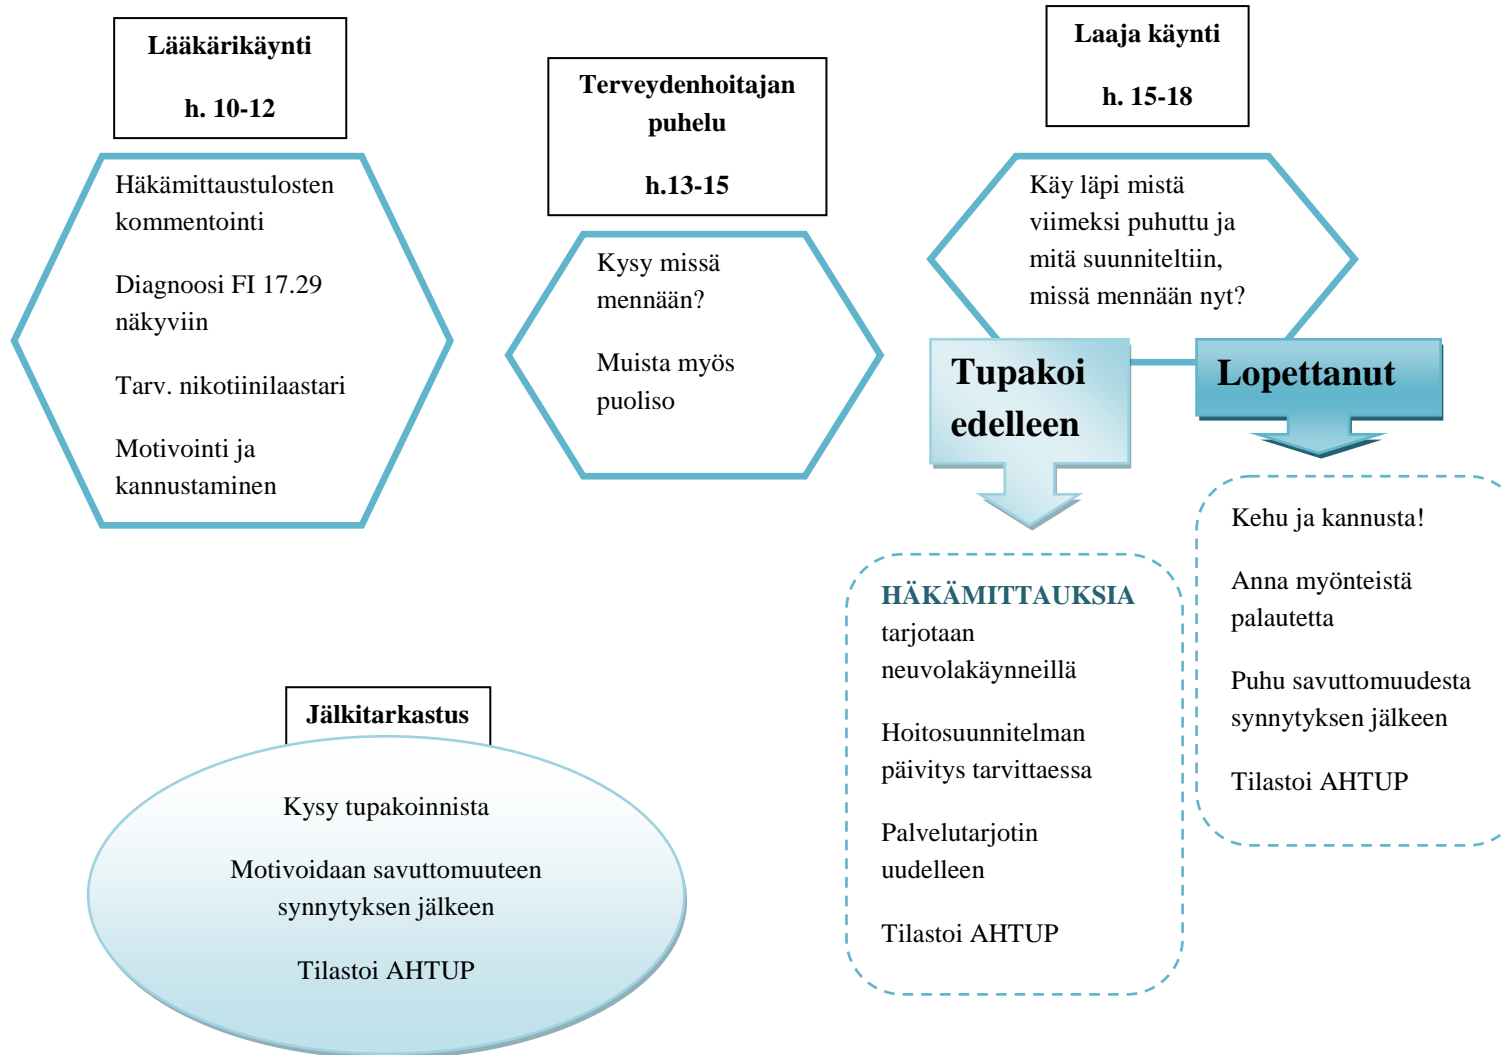 Lääkärikäynti
h. 10-12
Häkämittaustulosten
kommentointi
Diagnoosi FI 17.29
näkyviin
Tarv. nikotiinilaastari
Motivointi ja
kannustaminen
Terveydenhoitajan
puhelu
h.13-15
Kysy missä
mennään?
Muista myös
puoliso
Laaja käynti
h. 15-18
Käy läpi mistä
viimeksi puhuttu ja
mitä suunniteltiin,
missä mennään nyt?
Tupakoi
edelleen
HÄKÄMITTAUKSIA
tarjotaan
neuvolakäynneillä
Hoitosuunnitelman
päivitys tarvittaessa
Palvelutarjotin
uudelleen
Tilastoi AHTUP
Lopettanut
Kehu ja kannusta!
Anna myönteistä
palautetta
Puhu savuttomuudesta
synnytyksen jälkeen
Tilastoi AHTUP
Jälkitarkastus
Kysy tupakoinnista
Motivoidaan savuttomuuteen
synnytyksen jälkeen
Tilastoi AHTUP